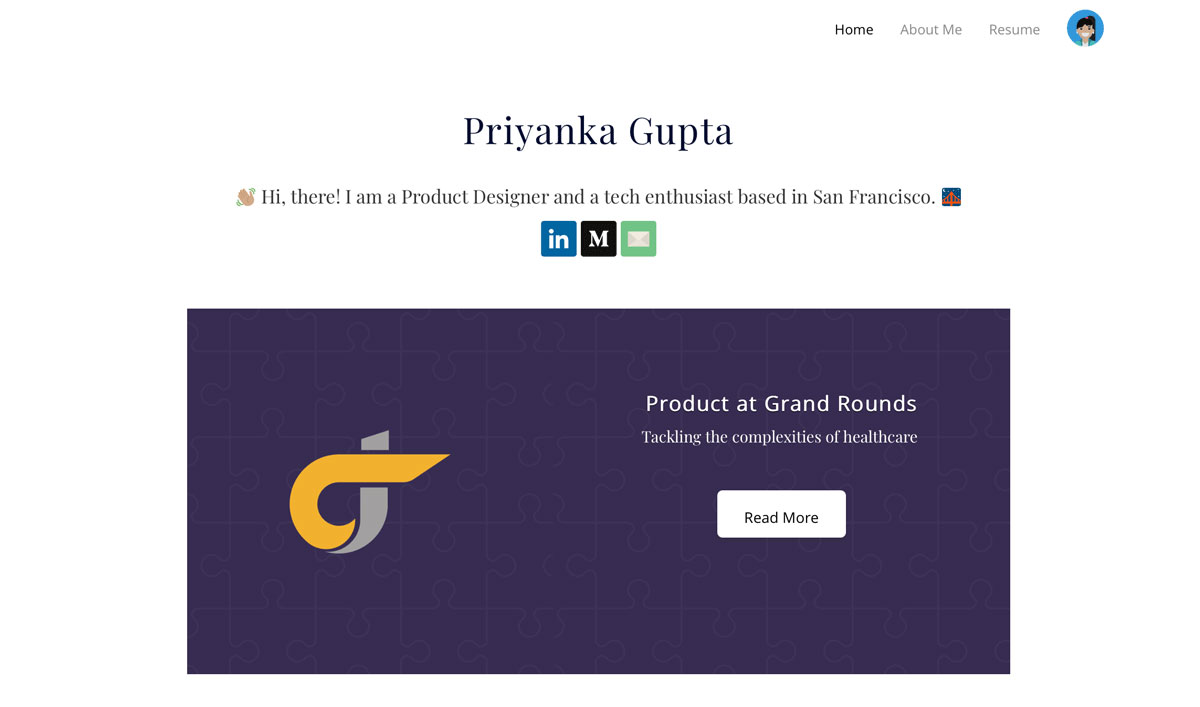 Home About Me Resume
Priyanka Gupta
👋🏽 Hi, there! I am a Product Designer and a tech enthusiast based in San Francisco. 🌉
in M
Product at Grand Rounds
Tackling the complexities of healthcare
Read More